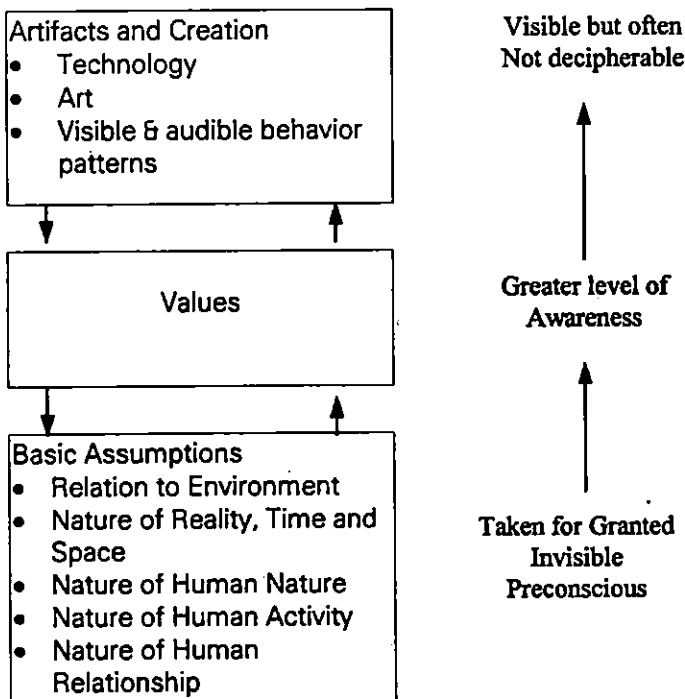 Artifacts and Creation
• Technology
• Art
• Visible & audible behavior
patterns
Visible but often
Not decipherable
Values
Greater level of
Awareness
Basic Assumptions
• Relation to Environment
• Nature of Reality, Time and
Space
• Nature of Human Nature
• Nature of Human Activity
• Nature of Human
Relationship
Taken for Granted
Invisible
Preconscious